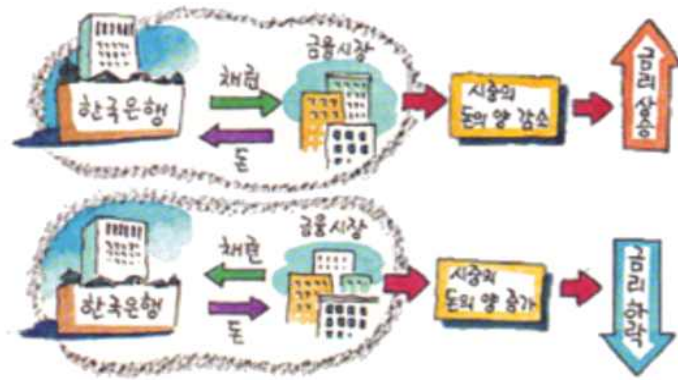 금융시장
채권
한국은행
돈
시중의
돈의 양 감소
금리 상승
금융시장
채권
한국은행
돈
시중의
돈의 양 증가
금리 하락